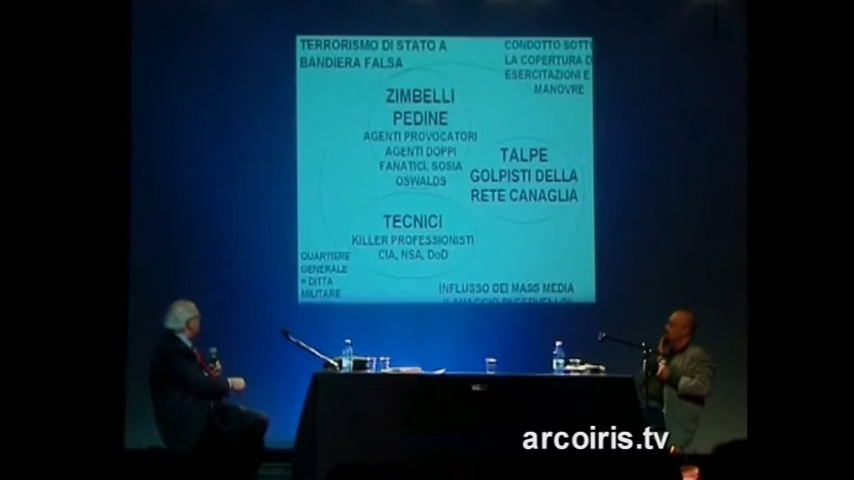 TERRORISMO DI STATO A
BANDIERA FALSA
CONDOTTO SOTTO
LA COPERTURA D
ESERCITAZIONI E
MANOVRE
ZIMBELLI
PEDINE
AGENTI PROVOCATORI
AGENTI DOPPI
FANATICI, SOSIA
OSWALDS
TALPE
GOLPISTI DELLA
RETE CANAGLIA
TECNICI
KILLER PROFESSIONISTI
CIA, NSA, DoD
QUARTIERE
GENERALE
= DITTA
MILITARE
INFLUSSO DEI MASS MEDIA
arcoiris.tv